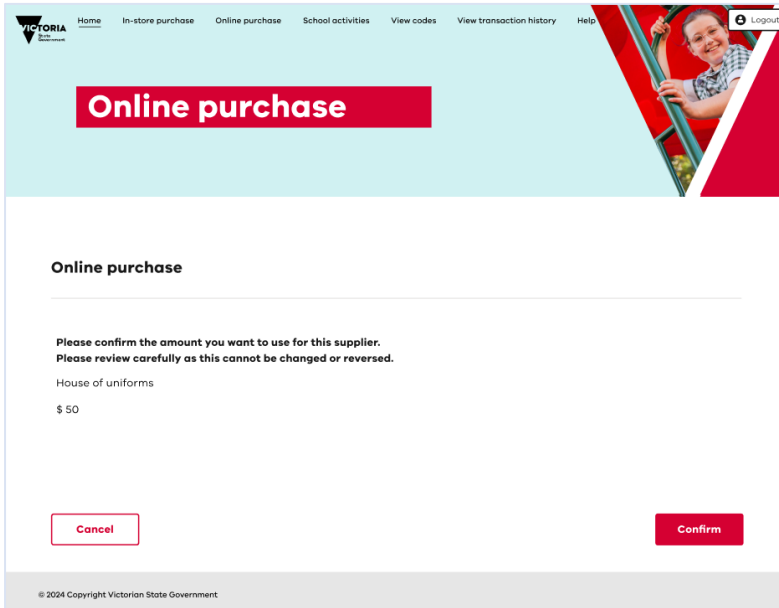 VICTORIA
State
Government
Home
In-store purchase
Online purchase
School activities
View codes
View transaction history
Help
Logout
Online purchase
Online purchase
Please confirm the amount you want to use for this supplier.
Please review carefully as this cannot be changed or reversed.
House of uniforms
$ 50
Cancel
Confirm
© 2024 Copyright Victorian State Government